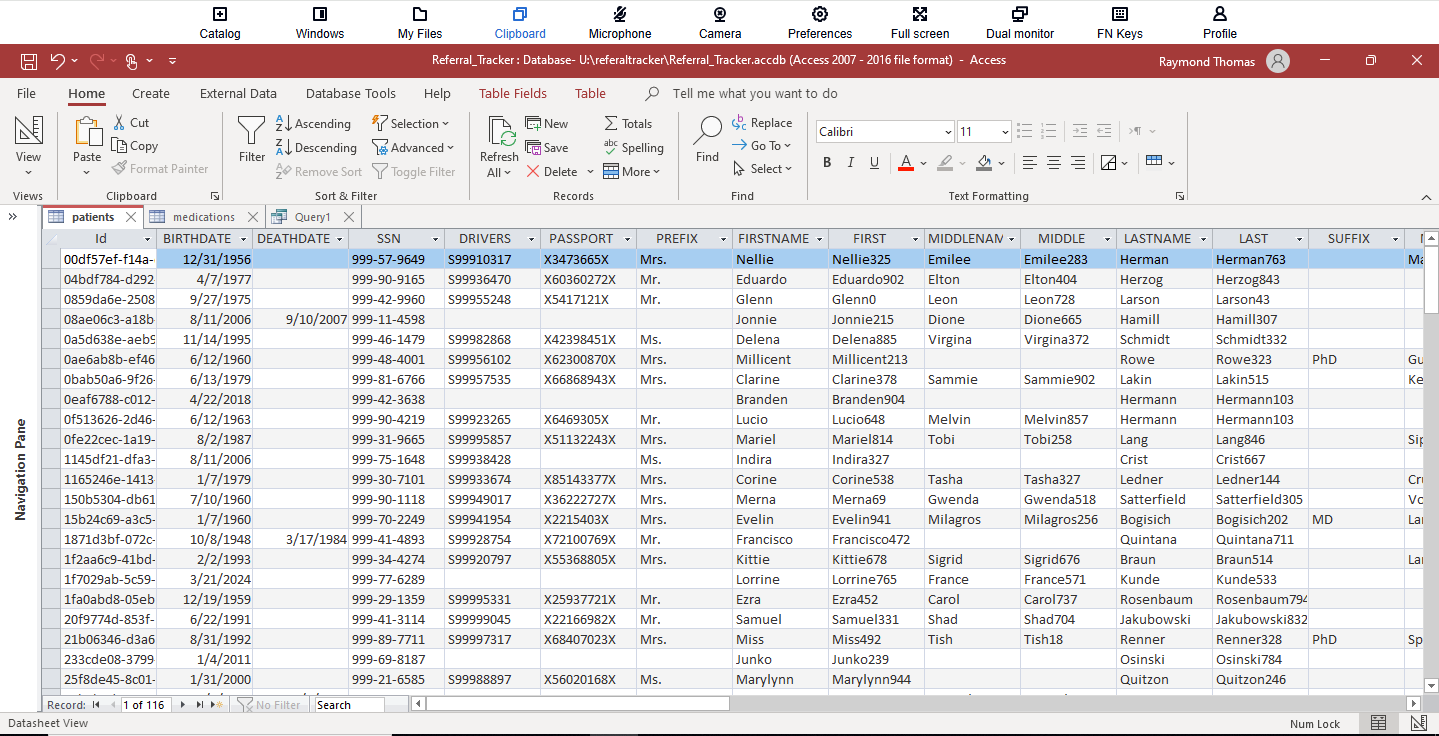 Catalog Windows My Files Clipboard Microphone Camera Preferences Full screen Dual monitor FN Keys Profile
Referral_Tracker : Database- U:\referaltracker\Referral_Tracker.accdb (Access 2007 - 2016 file format) - Access Raymond Thomas
File Home Create External Data Database Tools Help Table Fields Table Tell me what you want to do
View Paste Cut Copy Format Painter Filter Ascending Descending Remove Sort Selection Advanced Toggle Filter Refresh All New Save Delete Totals Spelling More Find Replace Go To Select Calibri 11 B I U A
Views Clipboard Sort & Filter Records Find Text Formatting
patients medications Query1
Id BIRTHDATE DEATHDATE SSN DRIVERS PASSPORT PREFIX FIRSTNAME FIRST MIDDLENAM MIDDLE LASTNAME LAST SUFFIX
00df57ef-f14a- 12/31/1956 999-57-9649 S99910317 X3473665X Mrs. Nellie Nellie325 Emilee Emilee283 Herman Herman763 Ma
04bdf784-d292 4/7/1977 999-90-9165 S99936470 X60360272X Mr. Eduardo Eduardo902 Elton Elton404 Herzog Herzog843
0859da6e-2508 9/27/1975 999-42-9960 S99955248 X5417121X Mr. Glenn Glenn0 Leon Leon728 Larson Larson43
08ae06c3-a18b 8/11/2006 9/10/2007 999-11-4598 Jonnie Jonnie215 Dione Dione665 Hamill Hamill307
0a5d638e-aeb9 11/14/1995 999-46-1479 S99982868 X42398451X Ms. Delena Delena885 Virgina Virgina372 Schmidt Schmidt332
0ae6ab8b-ef46 6/12/1960 999-48-4001 S99956102 X62300870X Mrs. Millicent Millicent213 Rowe Rowe323 PhD Gu
0bab50a6-9f26- 6/13/1979 999-81-6766 S99957535 X66868943X Mrs. Clarine Clarine378 Sammie Sammie902 Lakin Lakin515 Ke
0eaf6788-c012- 4/22/2018 999-42-3638 Branden Branden904 Hermann Hermann103
0f513626-2d46- 6/12/1963 999-90-4219 S99923265 X6469305X Mr. Lucio Lucio648 Melvin Melvin857 Hermann Hermann103
0fe22cec-1a19- 8/2/1987 999-31-9665 S99995857 X51132243X Mrs. Mariel Mariel814 Tobi Tobi258 Lang Lang846 Sip
1145df21-dfa3- 8/11/2006 999-75-1648 S99938428 Ms. Indira Indira327 Crist Crist667
1165246e-1413- 1/7/1979 999-30-7101 S99933674 X85143377X Mrs. Corine Corine538 Tasha Tasha327 Ledner Ledner144 Cru
150b5304-db61 7/10/1960 999-90-1118 S99949017 X36222727X Mrs. Merna Merna69 Gwenda Gwenda518 Satterfield Satterfield305 Vo
15b24c69-a3c5- 1/7/1960 999-70-2249 S99941954 X2215403X Mrs. Evelin Evelin941 Milagros Milagros256 Bogisich Bogisich202 MD Lar
1871d3bf-072c- 10/8/1948 3/17/1984 999-41-4893 S99928754 X72100769X Mr. Francisco Francisco472 Quintana Quintana711
1f2aa6c9-41bd- 2/2/1993 999-34-4274 S99920797 X55368805X Mrs. Kittie Kittie678 Sigrid Sigrid676 Braun Braun514 Lar
1f7029ab-5c59- 3/21/2024 999-77-6289 Lorrine Lorrine765 France France571 Kunde Kunde533
1fa0abd8-05eb 12/19/1959 999-29-1359 S99995331 X25937721X Mr. Ezra Ezra452 Carol Carol737 Rosenbaum Rosenbaum794
20f9774d-853f- 6/22/1991 999-41-3114 S99999045 X22166982X Mr. Samuel Samuel331 Shad Shad704 Jakubowski Jakubowski832
21b06346-d3a6 8/31/1992 999-89-7711 S99997317 X68407023X Mrs. Miss Miss492 Tish Tish18 Renner Renner328 PhD Sp
233cde08-3799 1/4/2011 999-69-8187 Junko Junko239 Osinski Osinski784
25f8de45-8c01- 1/31/2000 999-21-6585 S99988897 X56020168X Ms. Marylynn Marylynn944 Quitzon Quitzon246
Navigation Pane
Record: 1 of 116 No Filter Search
Datasheet View Num Lock